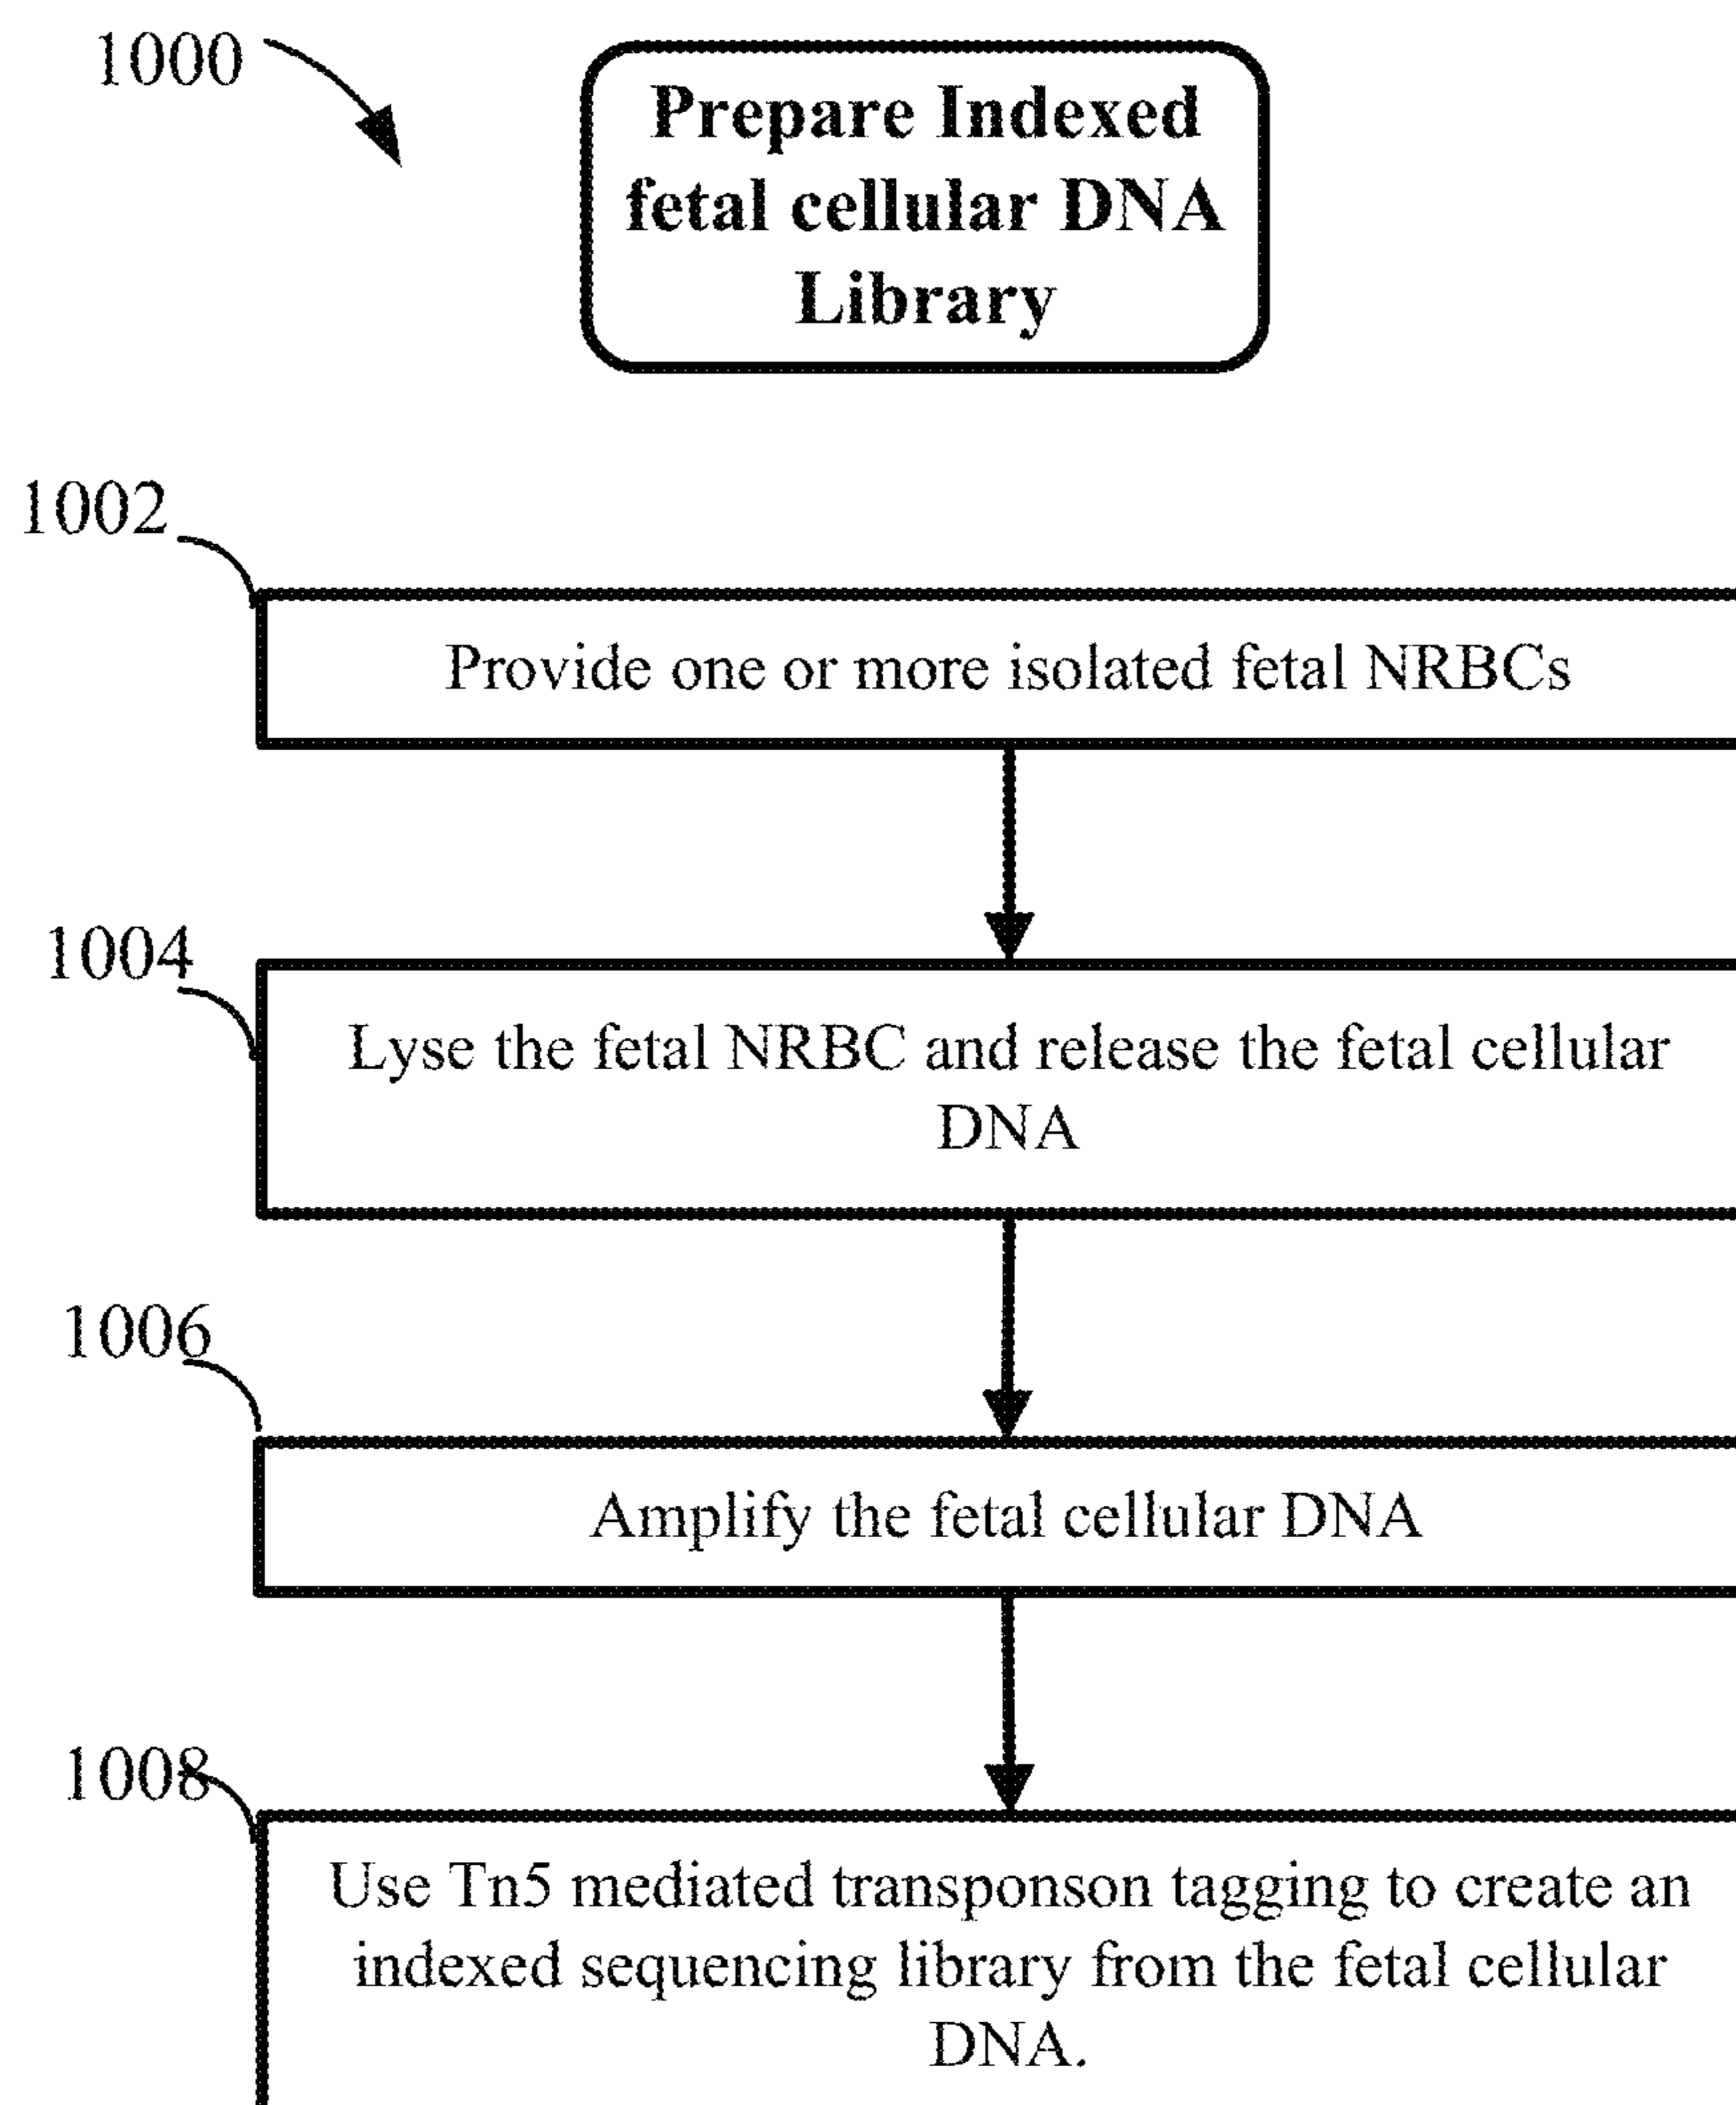 1000
Prepare Indexed
fetal cellular DNA
Library
1002
Provide one or more isolated fetal NRBCs
1004
Lyse the fetal NRBC and release the fetal cellular
DNA
1006
Amplify the fetal cellular DNA
1008
Use Tn5 mediated transponson tagging to create an
indexed sequencing library from the fetal cellular
DNA.